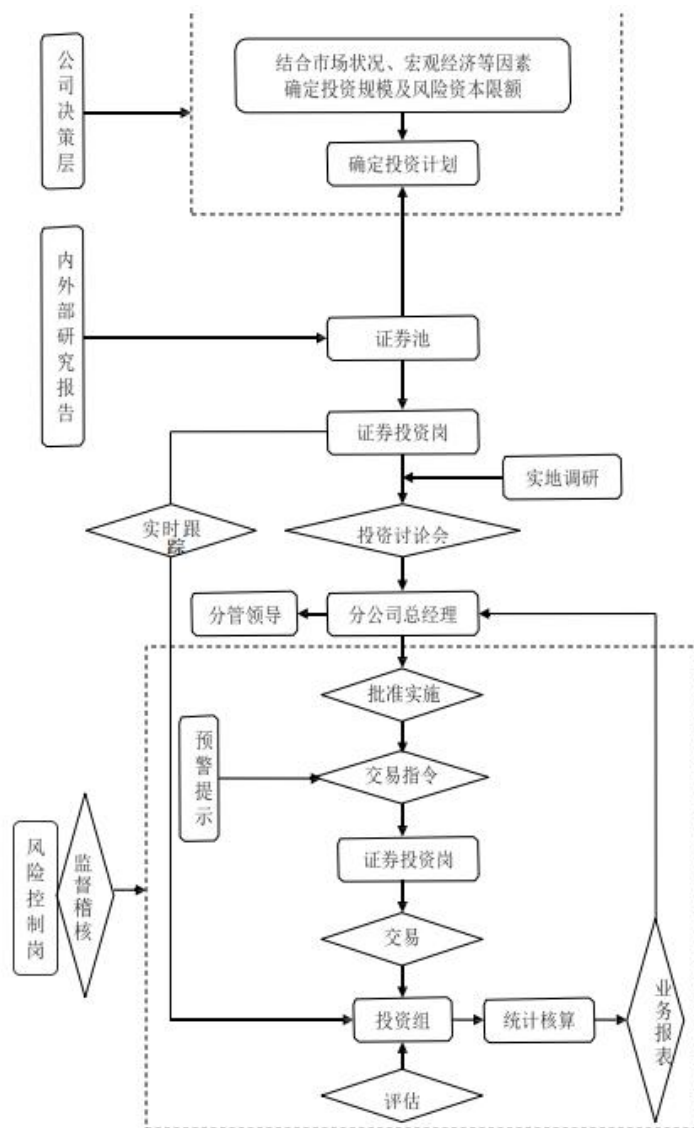 公司决策层
结合市场状况、宏观经济等因素
确定投资规模及风险资本限额
确定投资计划
内外部研究报告
证券池
证券投资岗
实地调研
实时跟
踪
投资讨论会
分管领导
分公司总经理
批准实施
预警提示
交易指令
证券投资岗
风险控制岗
监督稽核
交易
投资组
统计核算
业务报表
评估